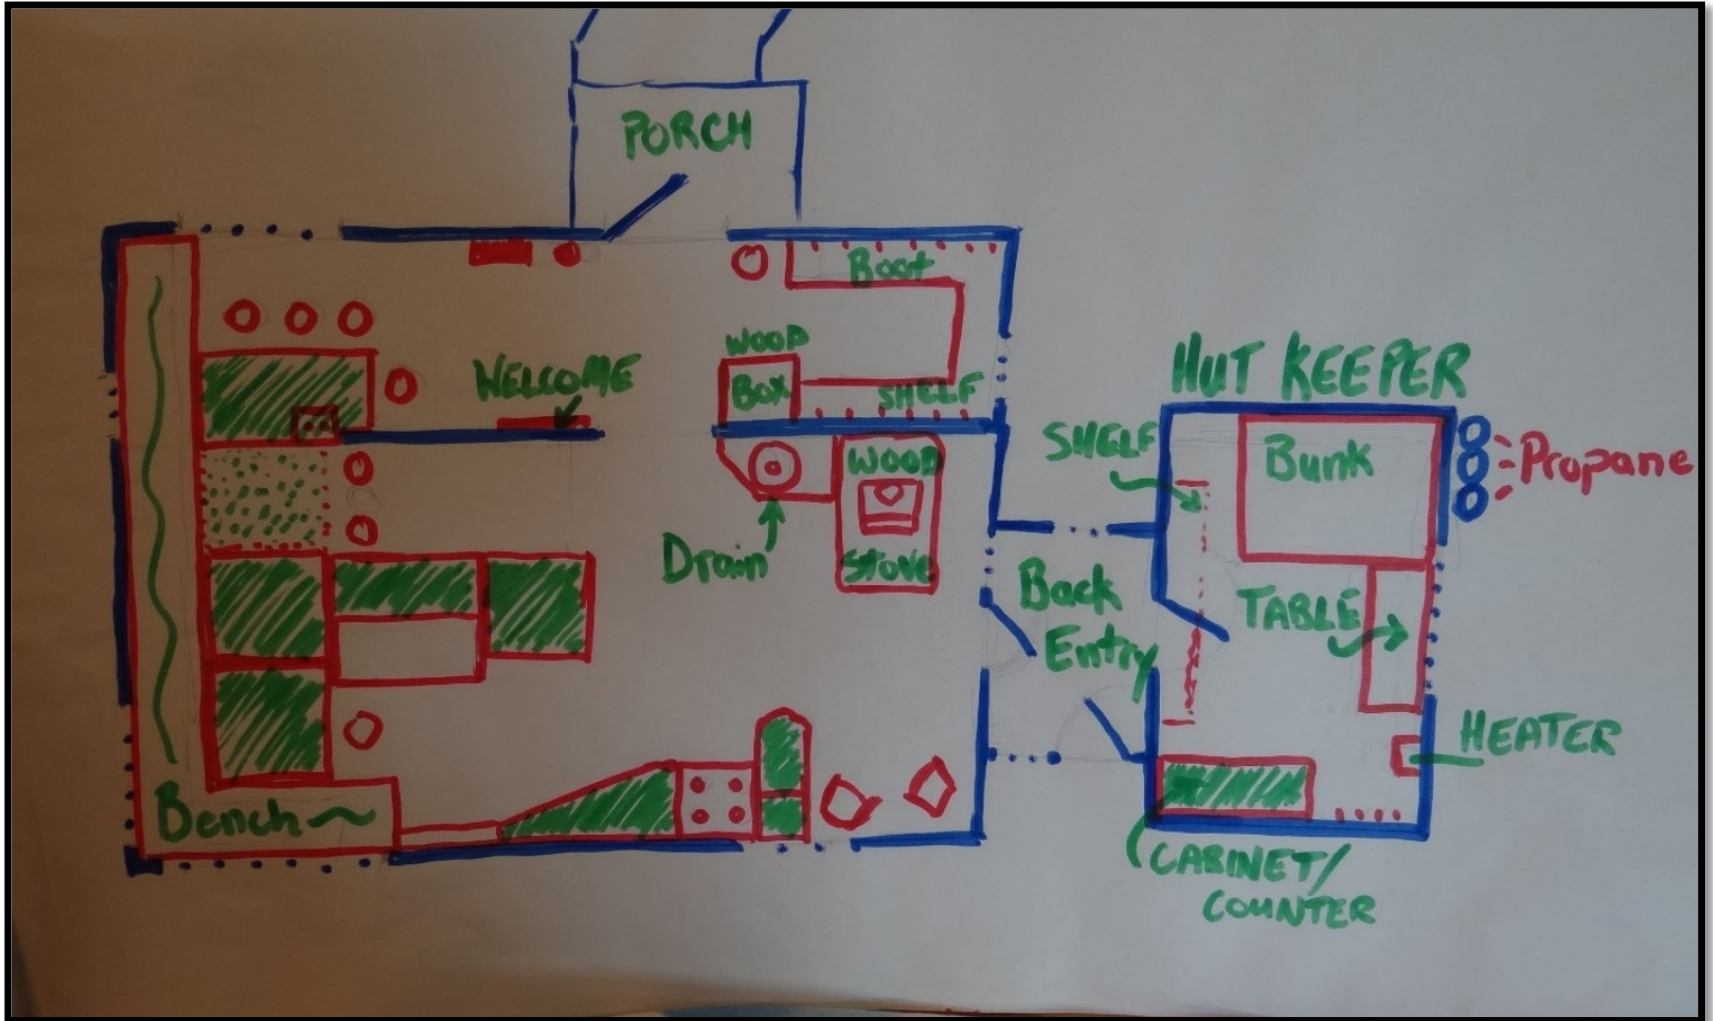 PORCH
Boot
WOOD
BOX
SHELF
WELCOME
WOOD
Stove
Drain
Bench
Back
Entry
HUT KEEPER
SHELF
Bunk
Propane
TABLE
HEATER
CABINET/
COUNTER